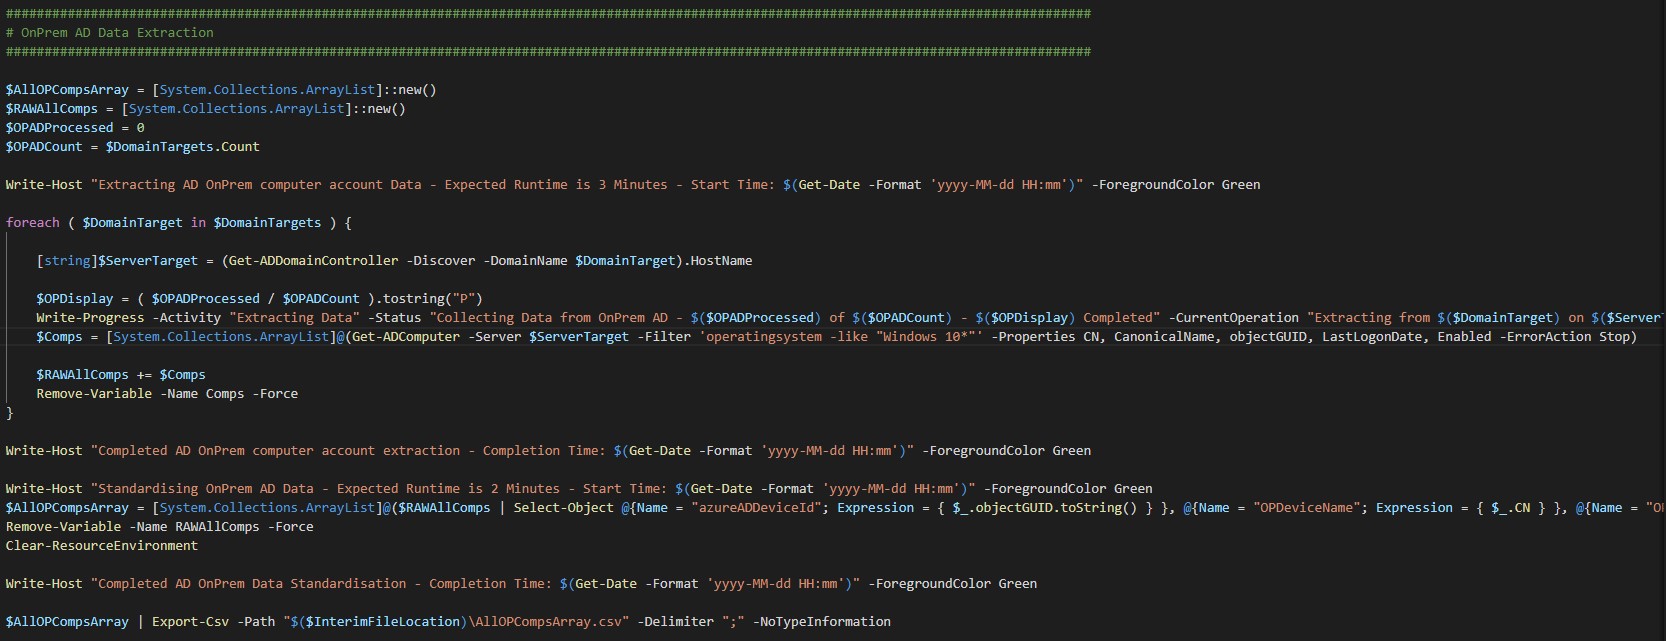 ##############################################################################################################################################
# OnPrem AD Data Extraction
##############################################################################################################################################
$AllOPCompsArray = [System.Collections.ArrayList]::new()
$RAWAllComps = [System.Collections.ArrayList]::new()
$OPADProcessed = 0
$OPADCount = $DomainTargets.Count
Write-Host "Extracting AD OnPrem computer account Data - Expected Runtime is 3 Minutes - Start Time: $(Get-Date -Format 'yyyy-MM-dd HH:mm')" -ForegroundColor Green
foreach ( $DomainTarget in $DomainTargets ) {
[string]$ServerTarget = (Get-ADDomainController -Discover -DomainName $DomainTarget).HostName
$OPDisplay = ( $OPADProcessed / $OPADCount ).tostring("P")
Write-Progress -Activity "Extracting Data" -Status "Collecting Data from OnPrem AD - $($OPADProcessed) of $($OPADCount) - $($OPDisplay) Completed" -CurrentOperation "Extracting from $($DomainTarget) on $($Server
$Comps = [System.Collections.ArrayList]@(Get-ADComputer -Server $ServerTarget -Filter 'operatingsystem -like "Windows 10*"' -Properties CN, CanonicalName, objectGUID, LastLogonDate, Enabled -ErrorAction Stop)
$RAWAllComps += $Comps
Remove-Variable -Name Comps -Force
}
Write-Host "Completed AD OnPrem computer account extraction - Completion Time: $(Get-Date -Format 'yyyy-MM-dd HH:mm')" -ForegroundColor Green
Write-Host "Standardising OnPrem AD Data - Expected Runtime is 2 Minutes - Start Time: $(Get-Date -Format 'yyyy-MM-dd HH:mm')" -ForegroundColor Green
$AllOPCompsArray = [System.Collections.ArrayList]@($RAWAllComps | Select-Object @{Name = "azureADDeviceId"; Expression = { $_.objectGUID.toString() } }, @{Name = "OPDeviceName"; Expression = { $_.CN } }, @{Name = "O
Remove-Variable -Name RAWAllComps -Force
Clear-ResourceEnvironment
Write-Host "Completed AD OnPrem Data Standardisation - Completion Time: $(Get-Date -Format 'yyyy-MM-dd HH:mm')" -ForegroundColor Green
$AllOPCompsArray | Export-Csv -Path "$($InterimFileLocation)\AllOPCompsArray.csv" -Delimiter ";" -NoTypeInformation